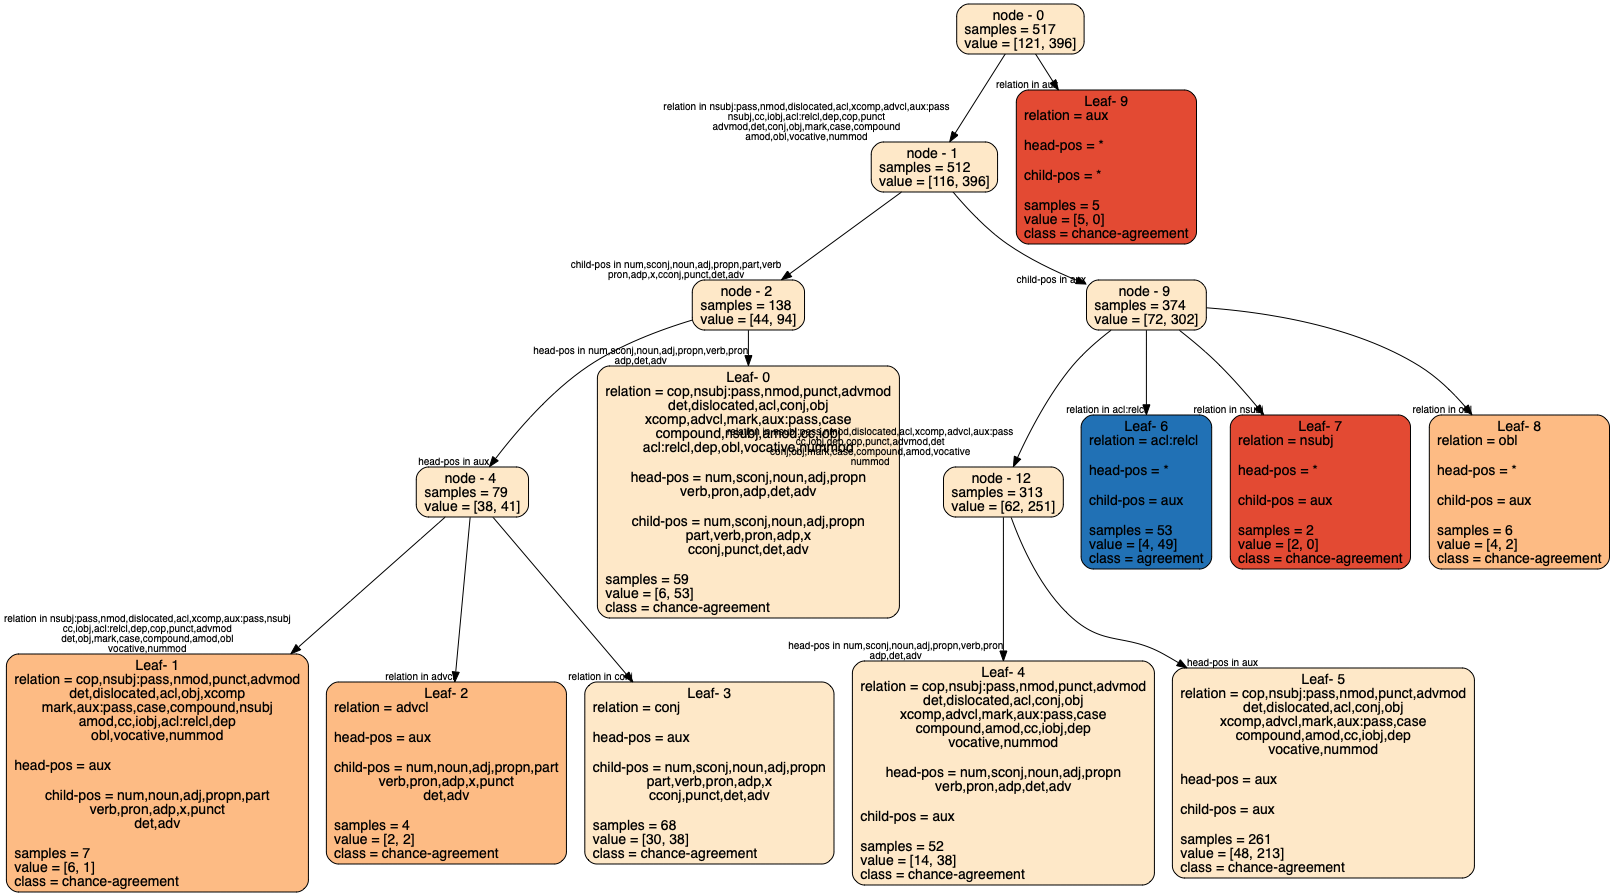 node - 0
samples = 517
value = [121, 396]
relation in aux
Leaf- 9
relation = aux
head-pos = *
child-pos = *
samples = 5
value = [5, 0]
class = chance-agreement
relation in nsubj:pass,nmod,dislocated,acl,xcomp,advcl,aux:pass
nsubj,cc,iobj,acl:relcl,dep,cop,punct
advmod,det,conj,obj,mark,case,compound
amod,obl,vocative,nummod
node - 1
samples = 512
value = [116, 396]
child-pos in num,sconj,noun,adj,propn,part,verb
pron,adp,x,cconj,punct,det,adv
node - 2
samples = 138
value = [44, 94]
child-pos in aux
node - 9
samples = 374
value = [72, 302]
head-pos in num,sconj,noun,adj,propn,verb,pron
adp,det,adv
Leaf- 0
relation = cop,nsubj:pass,nmod,punct,advmod
det,dislocated,acl,conj,obj
xcomp,advcl,mark,aux:pass,case
compound,nsubj,amod,cc,iobj
acl:relcl,dep,obl,vocative,nummod
head-pos = num,sconj,noun,adj,propn
verb,pron,adp,det,adv
child-pos = num,sconj,noun,adj,propn
part,verb,pron,adp,x
cconj,punct,det,adv
samples = 59
value = [6, 53]
class = chance-agreement
relation in nsubj:pass,nmod,dislocated,acl,xcomp,advcl,aux:pass
cc,iobj,dep,cop,punct,advmod,det
conj,obj,mark,case,compound,amod,vocative
nummod
relation in acl:relcl
Leaf- 6
relation = acl:relcl
head-pos = *
child-pos = aux
samples = 53
value = [4, 49]
class = agreement
relation in nsubj
Leaf- 7
relation = nsubj
head-pos = *
child-pos = aux
samples = 2
value = [2, 0]
class = chance-agreement
relation in obl
Leaf- 8
relation = obl
head-pos = *
child-pos = aux
samples = 6
value = [4, 2]
class = chance-agreement
head-pos in aux
node - 4
samples = 79
value = [38, 41]
node - 12
samples = 313
value = [62, 251]
relation in nsubj:pass,nmod,dislocated,acl,xcomp,aux:pass,nsubj
cc,iobj,acl:relcl,dep,cop,punct,advmod
det,obj,mark,case,compound,amod,obl
vocative,nummod
Leaf- 1
relation = cop,nsubj:pass,nmod,punct,advmod
det,dislocated,acl,obj,xcomp
mark,aux:pass,case,compound,nsubj
amod,cc,iobj,acl:relcl,dep
obl,vocative,nummod
head-pos = aux
child-pos = num,noun,adj,propn,part
verb,pron,adp,x,punct
det,adv
samples = 7
value = [6, 1]
class = chance-agreement
relation in advcl
Leaf- 2
relation = advcl
head-pos = aux
child-pos = num,noun,adj,propn,part
verb,pron,adp,x,punct
det,adv
samples = 4
value = [2, 2]
class = chance-agreement
relation in conj
Leaf- 3
relation = conj
head-pos = aux
child-pos = num,sconj,noun,adj,propn
part,verb,pron,adp,x
cconj,punct,det,adv
samples = 68
value = [30, 38]
class = chance-agreement
head-pos in num,sconj,noun,adj,propn,verb,pron
adp,det,adv
Leaf- 4
relation = cop,nsubj:pass,nmod,punct,advmod
det,dislocated,acl,conj,obj
xcomp,advcl,mark,aux:pass,case
compound,amod,cc,iobj,dep
vocative,nummod
head-pos = num,sconj,noun,adj,propn
verb,pron,adp,det,adv
child-pos = aux
samples = 52
value = [14, 38]
class = chance-agreement
head-pos in aux
Leaf- 5
relation = cop,nsubj:pass,nmod,punct,advmod
det,dislocated,acl,conj,obj
xcomp,advcl,mark,aux:pass,case
compound,amod,cc,iobj,dep
vocative,nummod
head-pos = aux
child-pos = aux
samples = 261
value = [48, 213]
class = chance-agreement